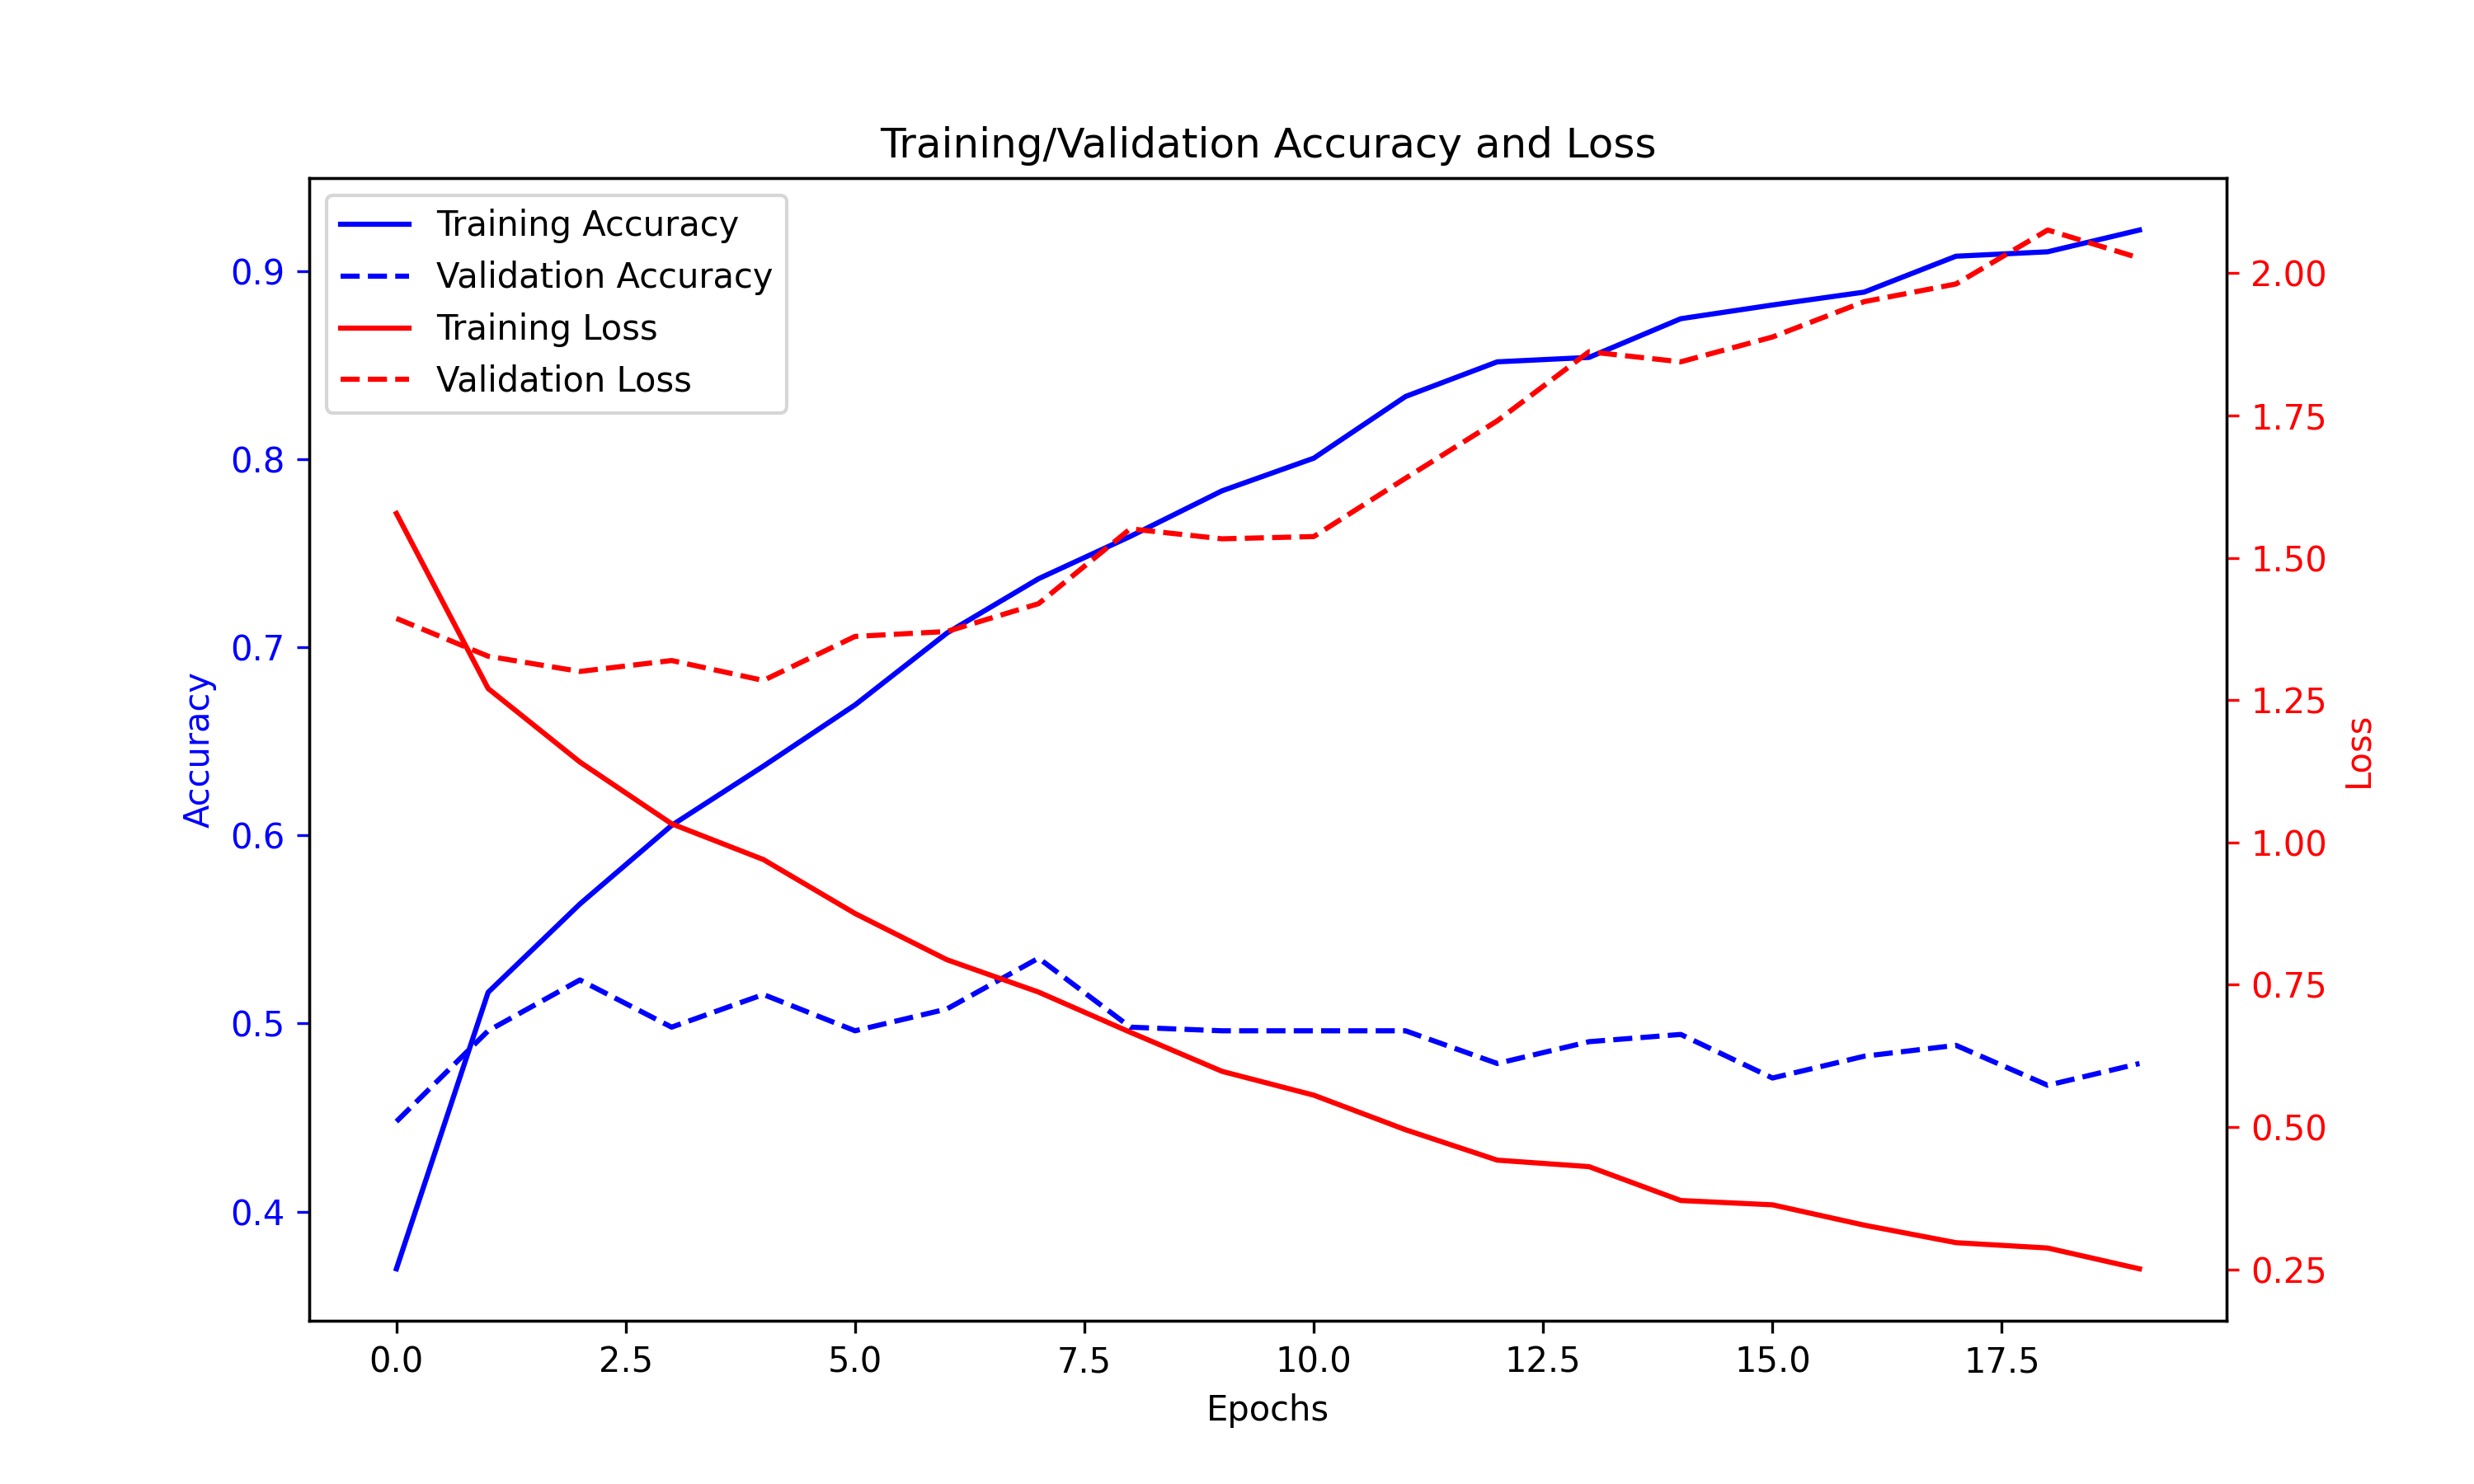 Training/Validation Accuracy and Loss
Training Accuracy
Validation Accuracy
Training Loss
Validation Loss
Accuracy
0.9
0.8
0.7
0.6
0.5
0.4
Loss
2.00
1.75
1.50
1.25
1.00
0.75
0.50
0.25
0.0 2.5 5.0 7.5 10.0 12.5 15.0 17.5
Epochs